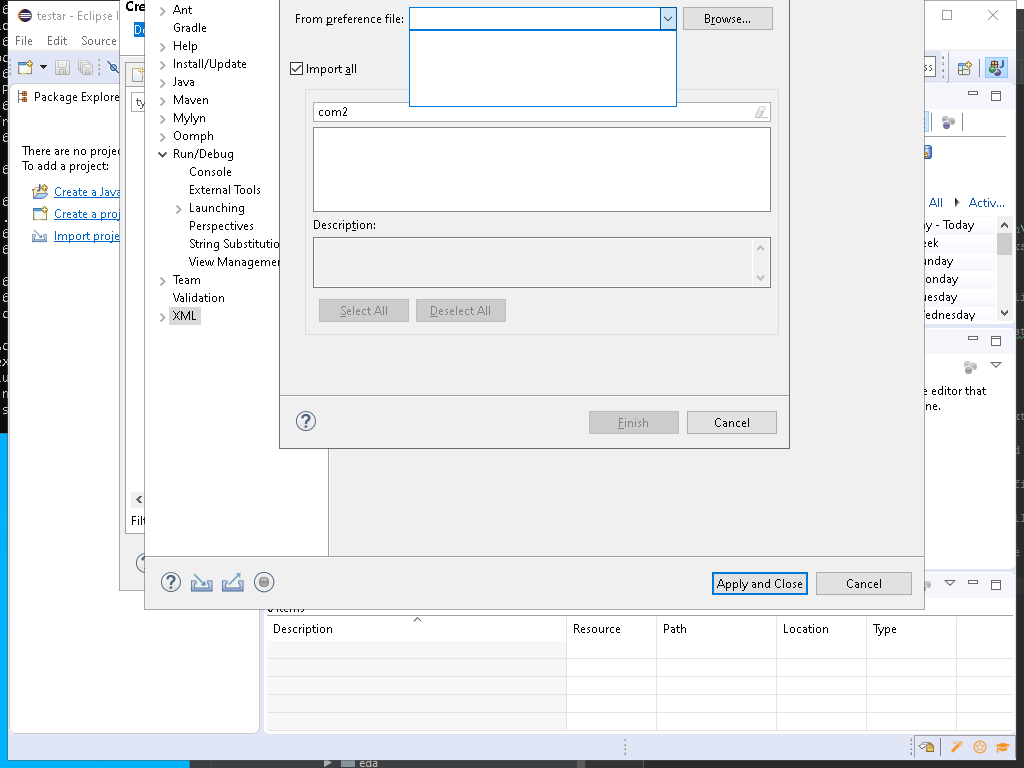 testar - Eclipse I
File Edit Source
Package Explore
There are no projec
To add a project:
Create a Java
Create a proj
Import proje
Cre
De
ty
Filt
Ant
Gradle
Help
Install/Update
Java
Maven
Mylyn
Oomph
Run/Debug
Console
External Tools
Launching
Perspectives
String Substitutio
View Managemen
Team
Validation
XML
From preference file:
Browse...
Import all
com2
Description:
Select All
Deselect All
Finish
Cancel
Apply and Close
Cancel
ss
All
Activ...
y - Today
eek
unday
onday
uesday
ednesday
e editor that
ne.
Description
Resource
Path
Location
Type
eda